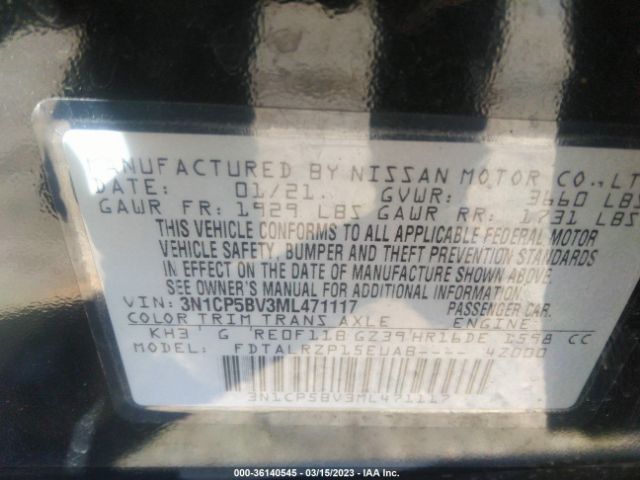 MANUFACTURED BY NISSAN MOTOR CO., LT
DATE: 01/21 GVWR: 3660 LBS
GAWR FR: 1929 LBS GAWR RR: 1731 LBS
THIS VEHICLE CONFORMS TO ALL APPLICABLE FEDERAL MOTOR
VEHICLE SAFETY, BUMPER AND THEFT PREVENTION STANDARDS
IN EFFECT ON THE DATE OF MANUFACTURE SHOWN ABOVE.
SEE OWNER'S MANUAL FOR ADDITIONAL INFORMATION
VIN: 3N1CP5BV3ML471117 PASSENGER CAR.
COLOR TRIM TRANS AXLE ENGINE
KH3 G RE0F11B GZ39 HR16DE 1598 CC
MODEL FDTALRZP15EUAB---- 4Z000
3N1CP5BV3ML471117
000-36140545 - 03/15/2023 - IAA Inc.